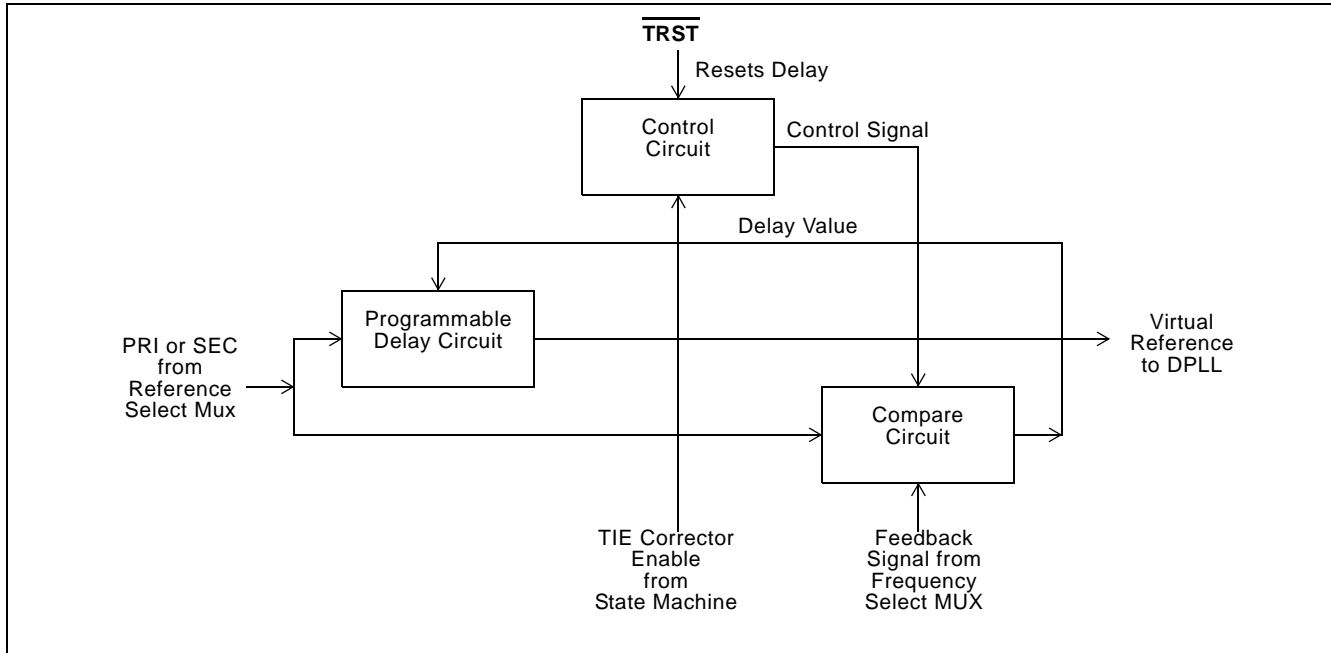 TRST
Resets Delay
Control
Circuit
Control Signal
Delay Value
Programmable
Delay Circuit
PRI or SEC
from
Reference
Select Mux
Virtual
Reference
to DPLL
Compare
Circuit
TIE Corrector
Enable
from
State Machine
Feedback
Signal from
Frequency
Select MUX